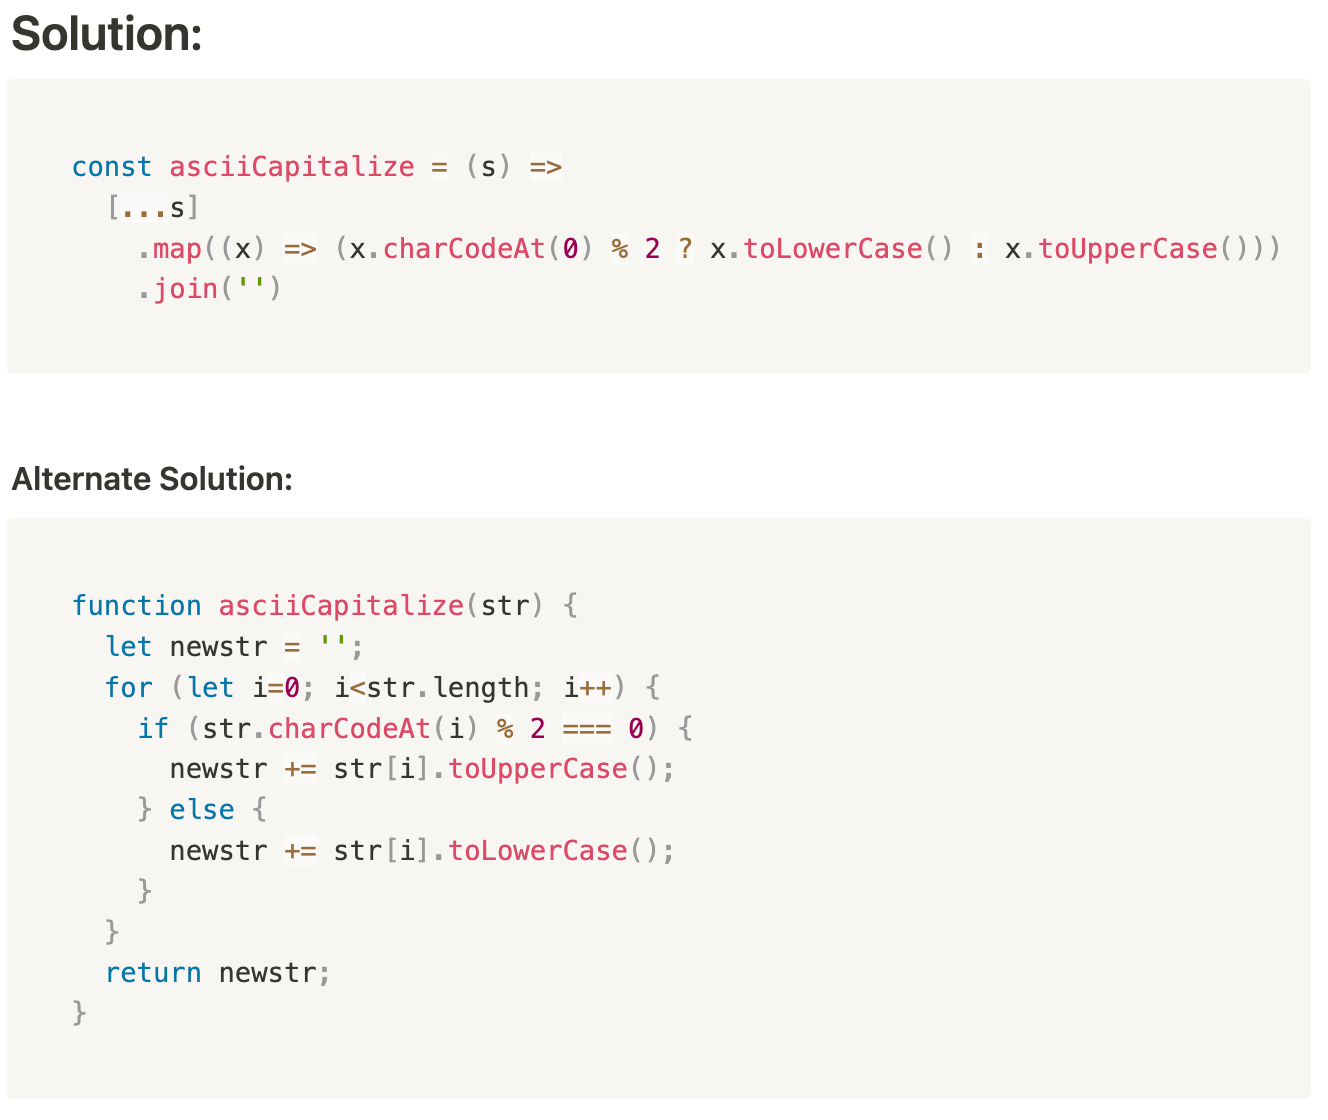 Solution:
const asciiCapitalize = (s) =>
  [...s]
    .map((x) => (x.charCodeAt(0) % 2 ? x.toLowerCase() : x.toUpperCase()))
    .join('')
Alternate Solution:
function asciiCapitalize(str) {
  let newstr = '';
  for (let i=0; i<str.length; i++) {
    if (str.charCodeAt(i) % 2 === 0) {
      newstr += str[i].toUpperCase();
    } else {
      newstr += str[i].toLowerCase();
    }
  }
  return newstr;
}